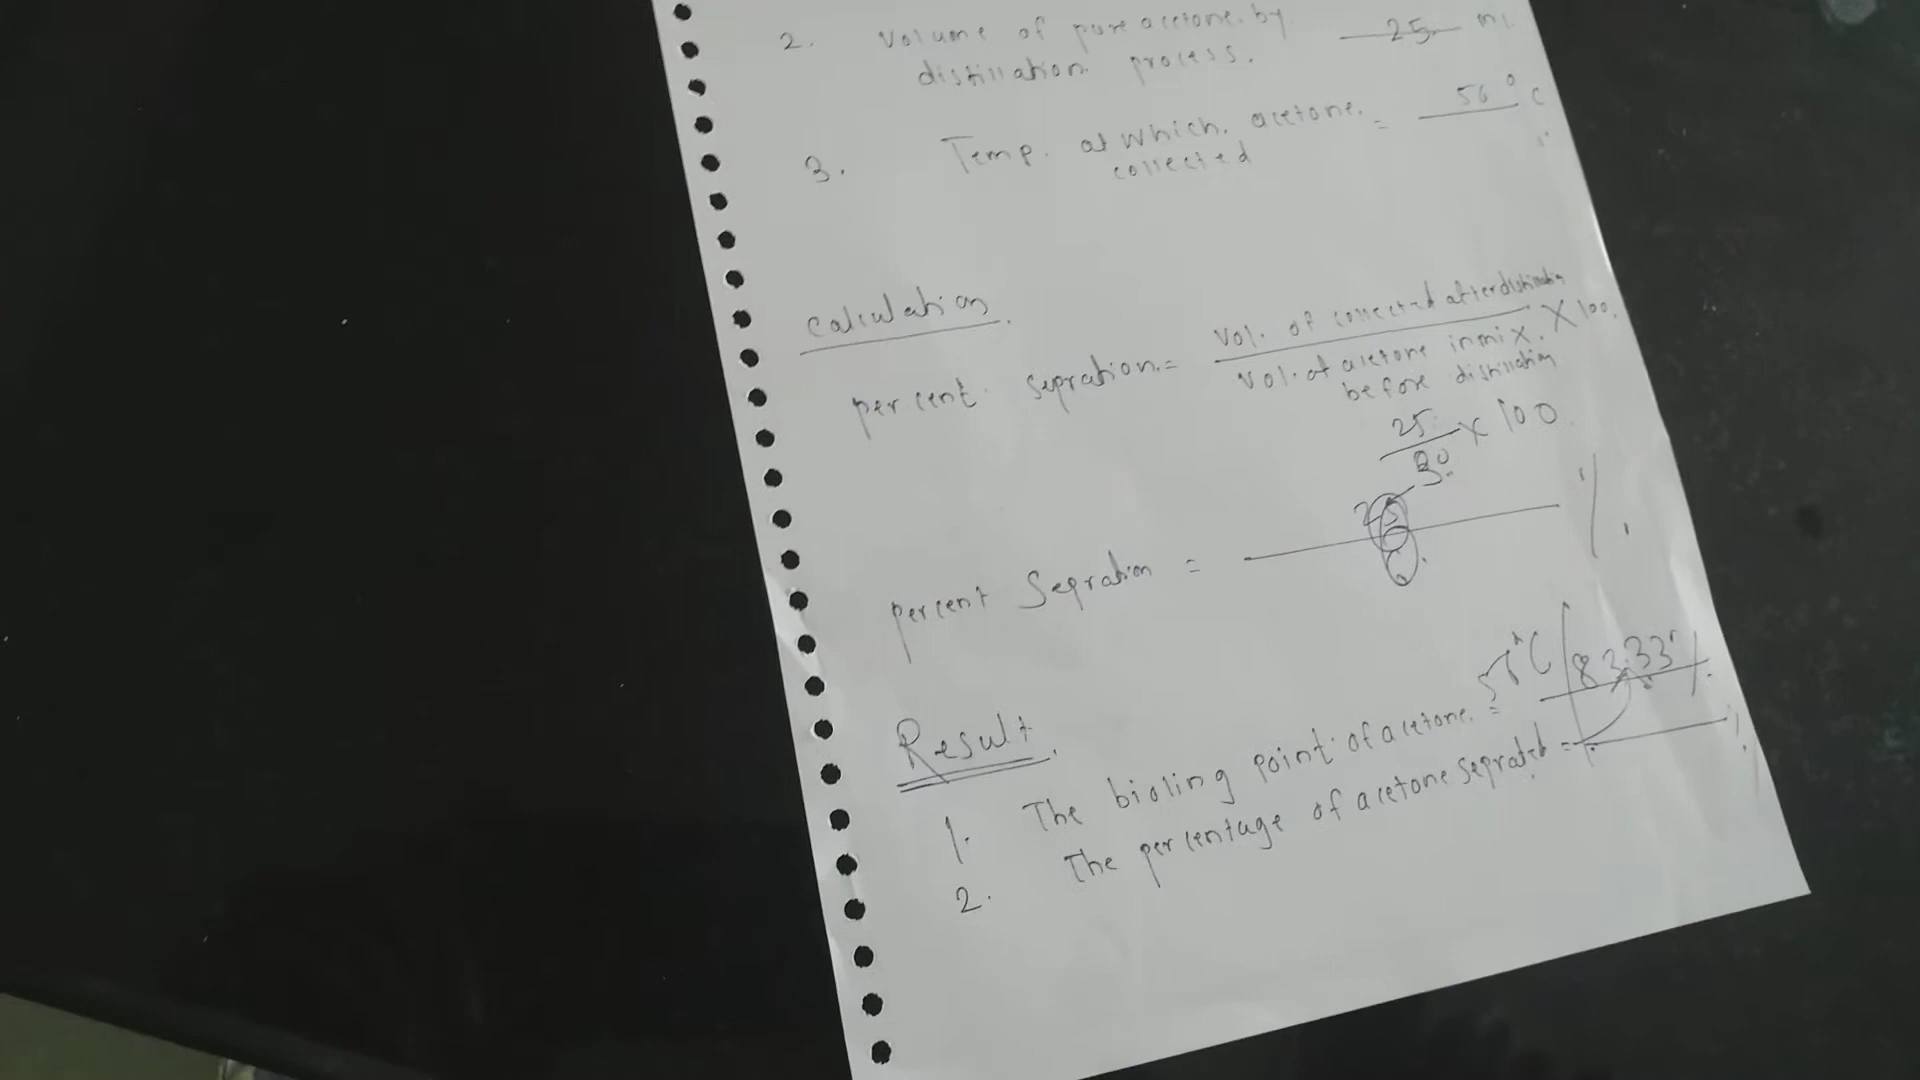 2. Volume of pure acetone by 25 ml
distillation process.
3. Temp. at which acetone. = 56° C
collected
Calculation.
percent sepration = Vol. of collected after distillation / Vol. of acetone in mix. before distillation X 100.
25 / 30 X 100
percent Sepration = %.
Result.
1. The bioling point of acetone. = 56°C
83.33%.
2. The percentage of acetone seprated = %.